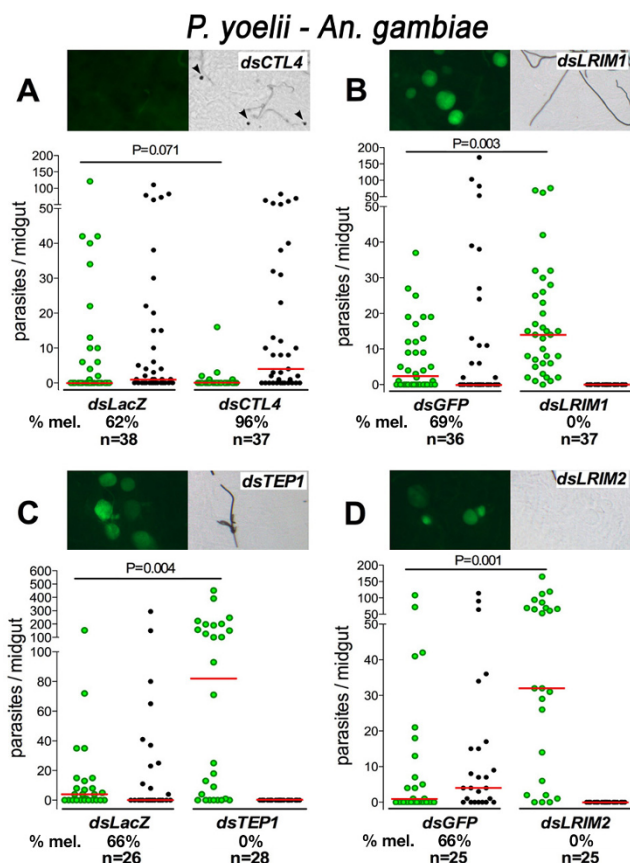 P. yoelii - An. gambiae
A
dsCTL4
P=0.071
parasites / midgut
200
150
100
50
40
30
20
10
0
dsLacZ dsCTL4
% mel. 62% 96%
n=38 n=37
B
dsLRIM1
P=0.003
parasites / midgut
200
150
100
50
40
30
20
10
0
dsGFP dsLRIM1
% mel. 69% 0%
n=36 n=37
C
dsTEP1
P=0.004
parasites / midgut
600
500
400
300
200
100
80
60
40
20
0
dsLacZ dsTEP1
% mel. 66% 0%
n=26 n=28
D
dsLRIM2
P=0.001
parasites / midgut
200
150
100
50
40
30
20
10
0
dsGFP dsLRIM2
% mel. 66% 0%
n=25 n=25